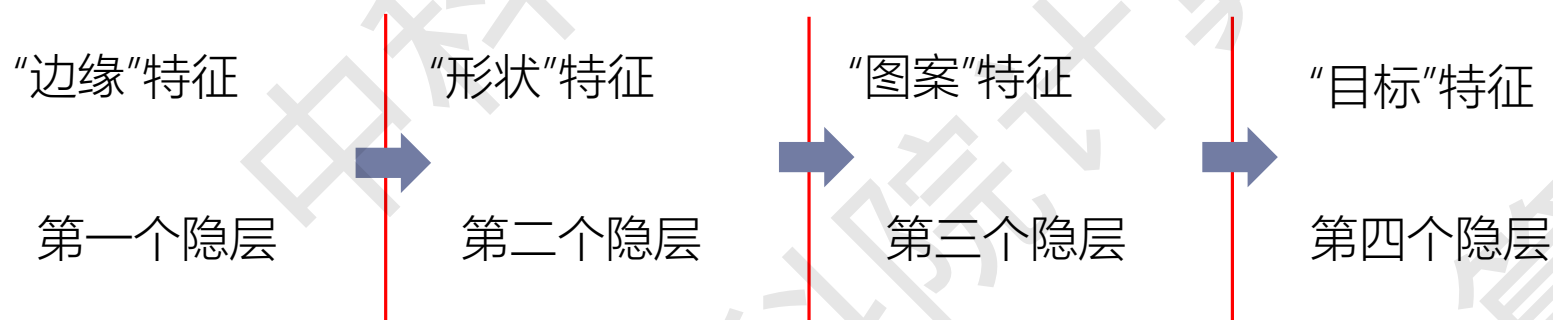 “边缘”特征
“形状”特征
“图案”特征
“目标”特征
第一个隐层
第二个隐层
第三个隐层
第四个隐层